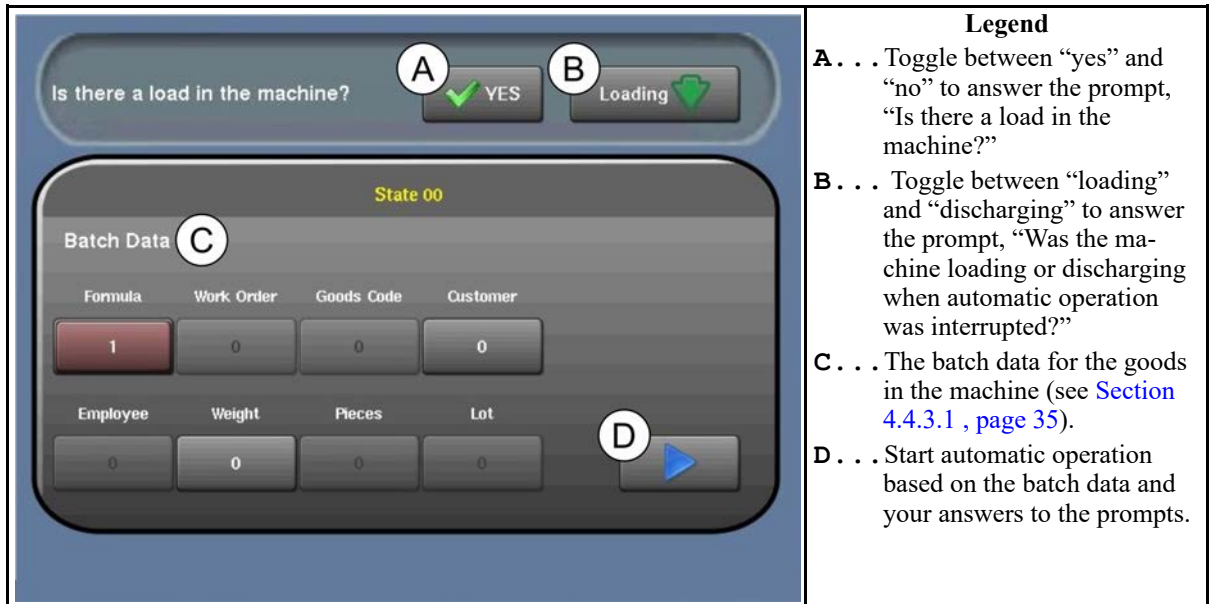 Is there a load in the machine?
A
YES
B
Loading
State 00
Batch Data
C
Formula Work Order Goods Code Customer
1 0 0 0
Employee Weight Pieces Lot
0 0 0 0
D
Legend
A... Toggle between “yes” and
“no” to answer the prompt,
“Is there a load in the
machine?”
B... Toggle between “loading”
and “discharging” to answer
the prompt, “Was the ma-
chine loading or discharging
when automatic operation
was interrupted?”
C... The batch data for the goods
in the machine (see Section
4.4.3.1 , page 35).
D... Start automatic operation
based on the batch data and
your answers to the prompts.